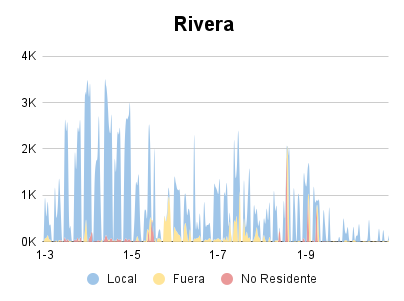 Rivera
4K
3K
2K
1K
0K
1-3 1-5 1-7 1-9
Local Fuera No Residente